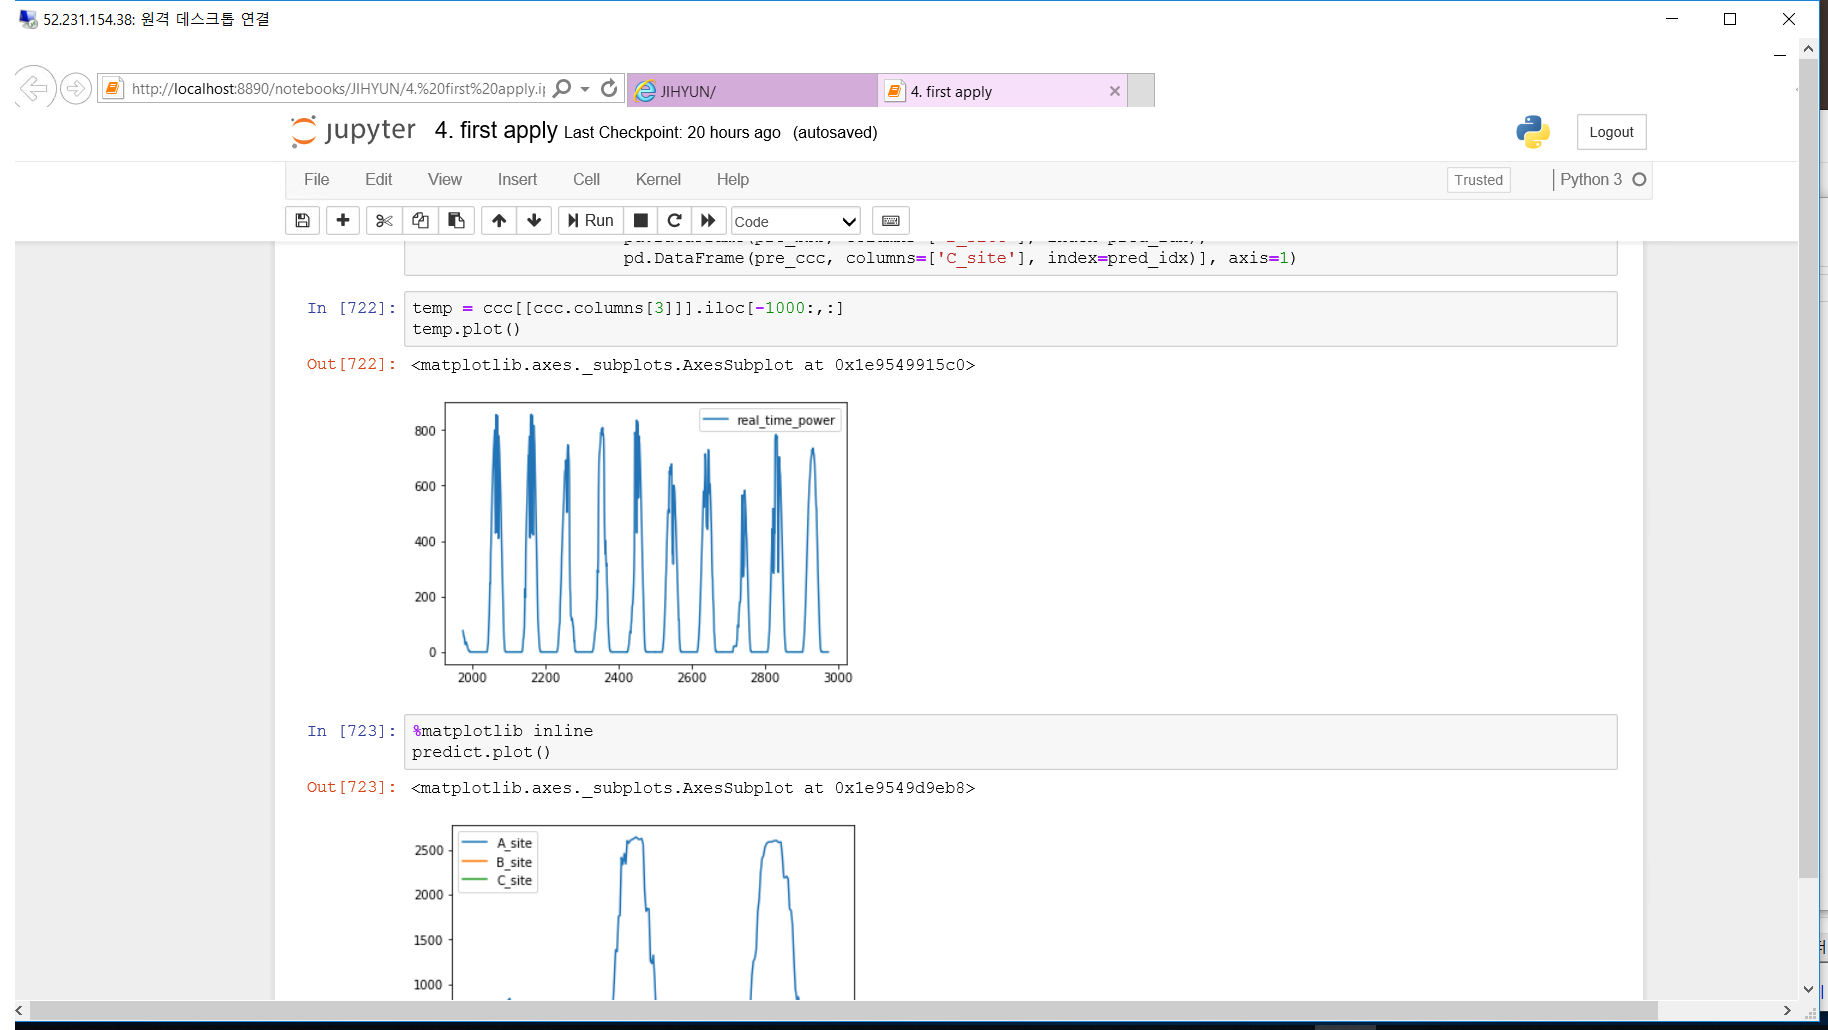 52.231.154.38: 원격 데스크톱 연결
http://localhost:8890/notebooks/JIHYUN/4.%20first%20apply.i
JIHYUN/
4. first apply
jupyter 4. first apply Last Checkpoint: 20 hours ago (autosaved)
Logout
File Edit View Insert Cell Kernel Help
Trusted
Python 3
Run
Code
pd.DataFrame(pre_ccc, columns=['C_site'], index=pred_idx)], axis=1)
In [722]:
temp = ccc[[ccc.columns[3]]].iloc[-1000:,:]
temp.plot()
Out[722]:
<matplotlib.axes._subplots.AxesSubplot at 0x1e9549915c0>
real_time_power
800
600
400
200
0
2000 2200 2400 2600 2800 3000
In [723]:
%matplotlib inline
predict.plot()
Out[723]:
<matplotlib.axes._subplots.AxesSubplot at 0x1e9549d9eb8>
A_site
B_site
C_site
2500
2000
1500
1000